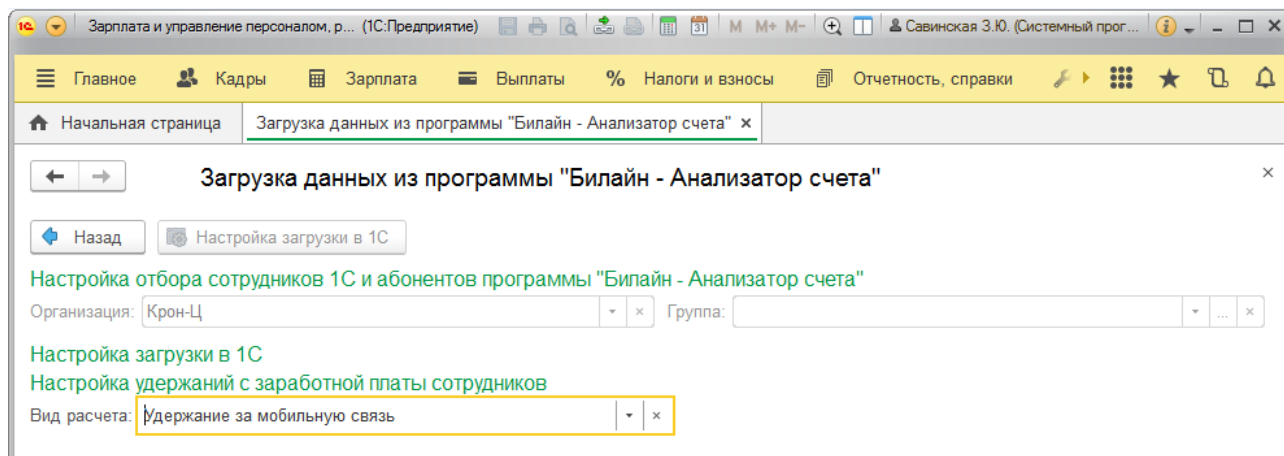 1С Зарплата и управление персоналом, р... (1С:Предприятие) 31 M M+ M- Савинская З.Ю. (Системный прог... i
Главное Кадры Зарплата Выплаты % Налоги и взносы Отчетность, справки
Начальная страница Загрузка данных из программы "Билайн - Анализатор счета" ×
Загрузка данных из программы "Билайн - Анализатор счета" ×
Назад Настройка загрузки в 1С
Настройка отбора сотрудников 1С и абонентов программы "Билайн - Анализатор счета"
Организация: Крон-Ц × Группа: ... ×
Настройка загрузки в 1С
Настройка удержаний с заработной платы сотрудников
Вид расчета: Удержание за мобильную связь ×